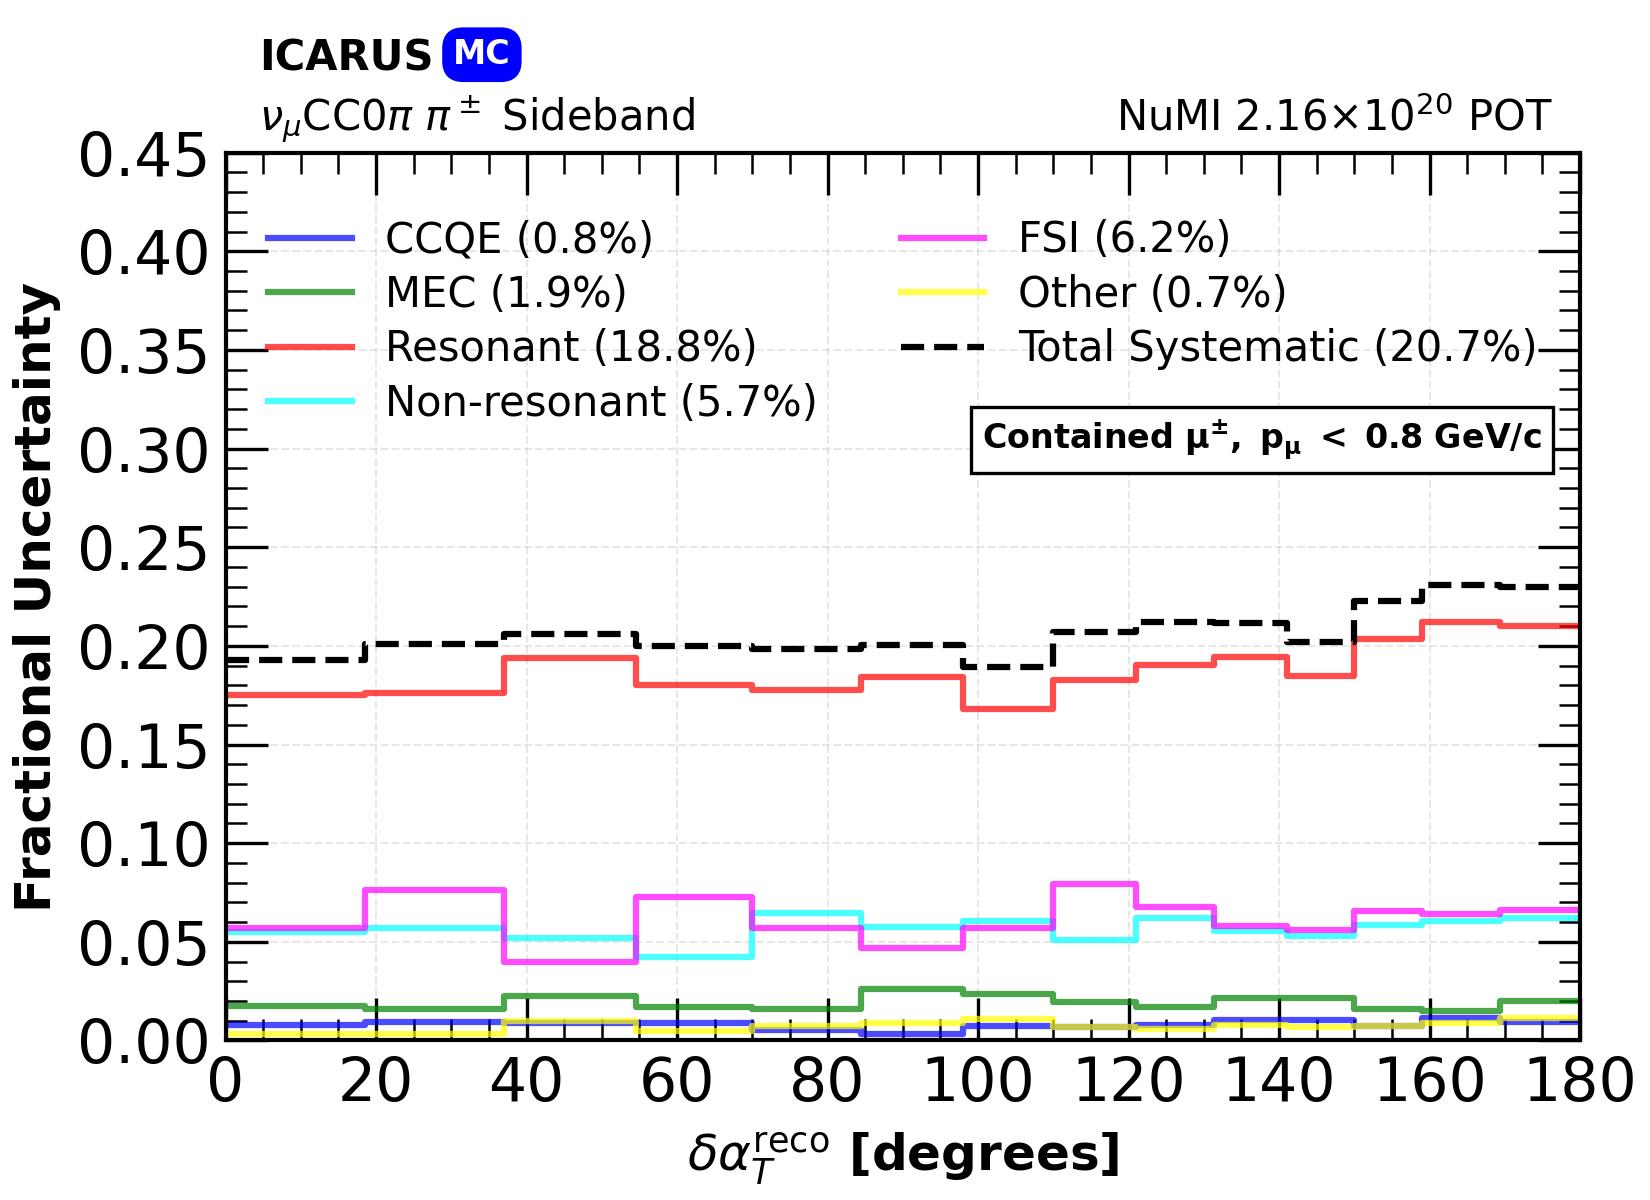 ICARUS MC
νμCC0π π± Sideband
NuMI 2.16×10²⁰ POT
0.45
0.40
0.35
0.30
0.25
0.20
0.15
0.10
0.05
0.00
Fractional Uncertainty
CCQE (0.8%)
MEC (1.9%)
Resonant (18.8%)
Non-resonant (5.7%)
FSI (6.2%)
Other (0.7%)
Total Systematic (20.7%)
Contained μ±, pμ < 0.8 GeV/c
0 20 40 60 80 100 120 140 160 180
δα_T^reco [degrees]